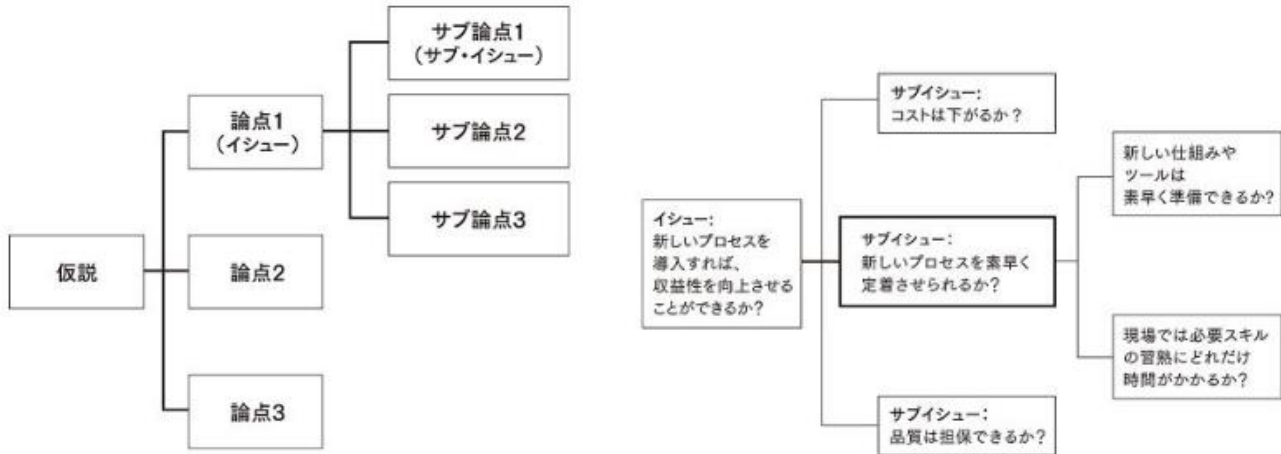 サブ論点1
（サブ・イシュー）
論点1
（イシュー）
サブ論点2
サブ論点3
仮説
論点2
論点3
サブイシュー：
コストは下がるか？
新しい仕組みや
ツールは
素早く準備できるか？
イシュー：
新しいプロセスを
導入すれば、
収益性を向上させる
ことができるか？
サブイシュー：
新しいプロセスを素早く
定着させられるか？
現場では必要スキル
の習熟にどれだけ
時間がかかるか？
サブイシュー：
品質は担保できるか？